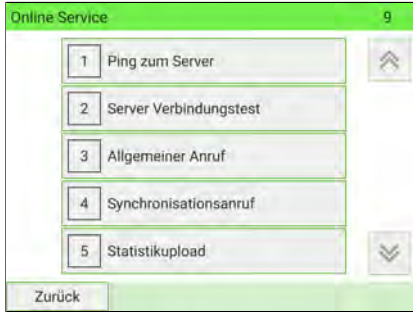 Online Service 9
1 Ping zum Server
2 Server Verbindungstest
3 Allgemeiner Anruf
4 Synchronisationsanruf
5 Statistikupload
Zurück